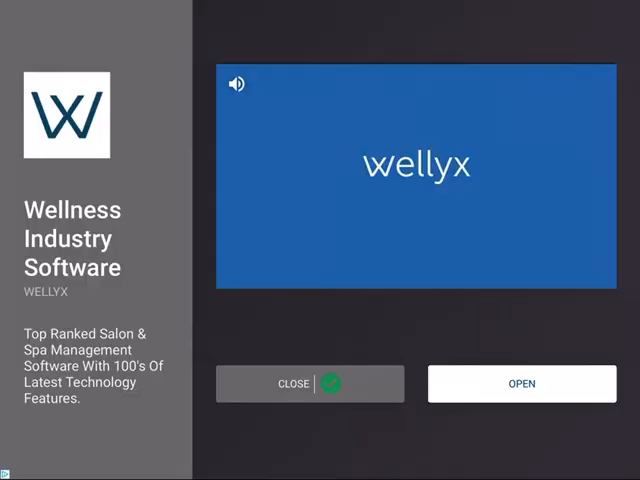 Wellness
Industry
Software
WELLYX
Top Ranked Salon &
Spa Management
Software With 100's Of
Latest Technology
Features.
wellyx
CLOSE
OPEN